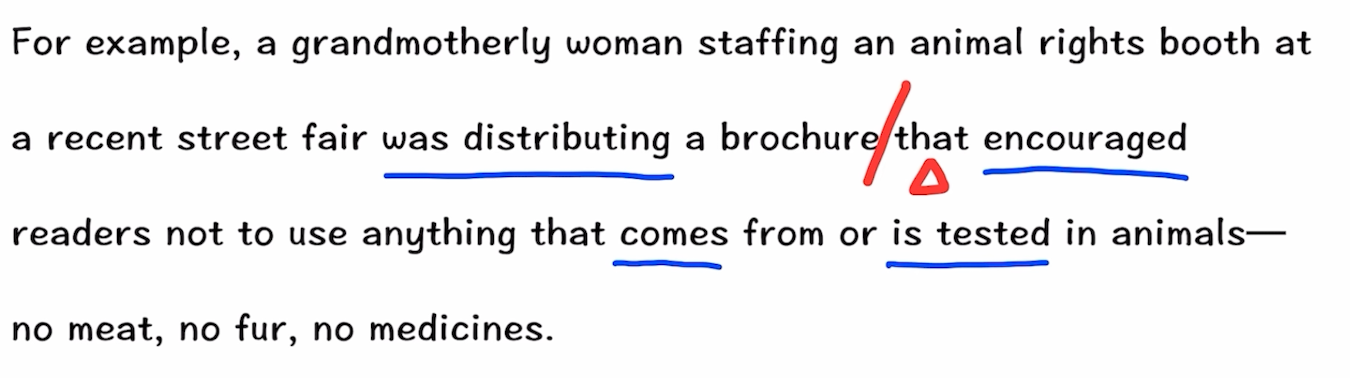 For example, a grandmotherly woman staffing an animal rights booth at
a recent street fair was distributing a brochure that encouraged
readers not to use anything that comes from or is tested in animals—
no meat, no fur, no medicines.